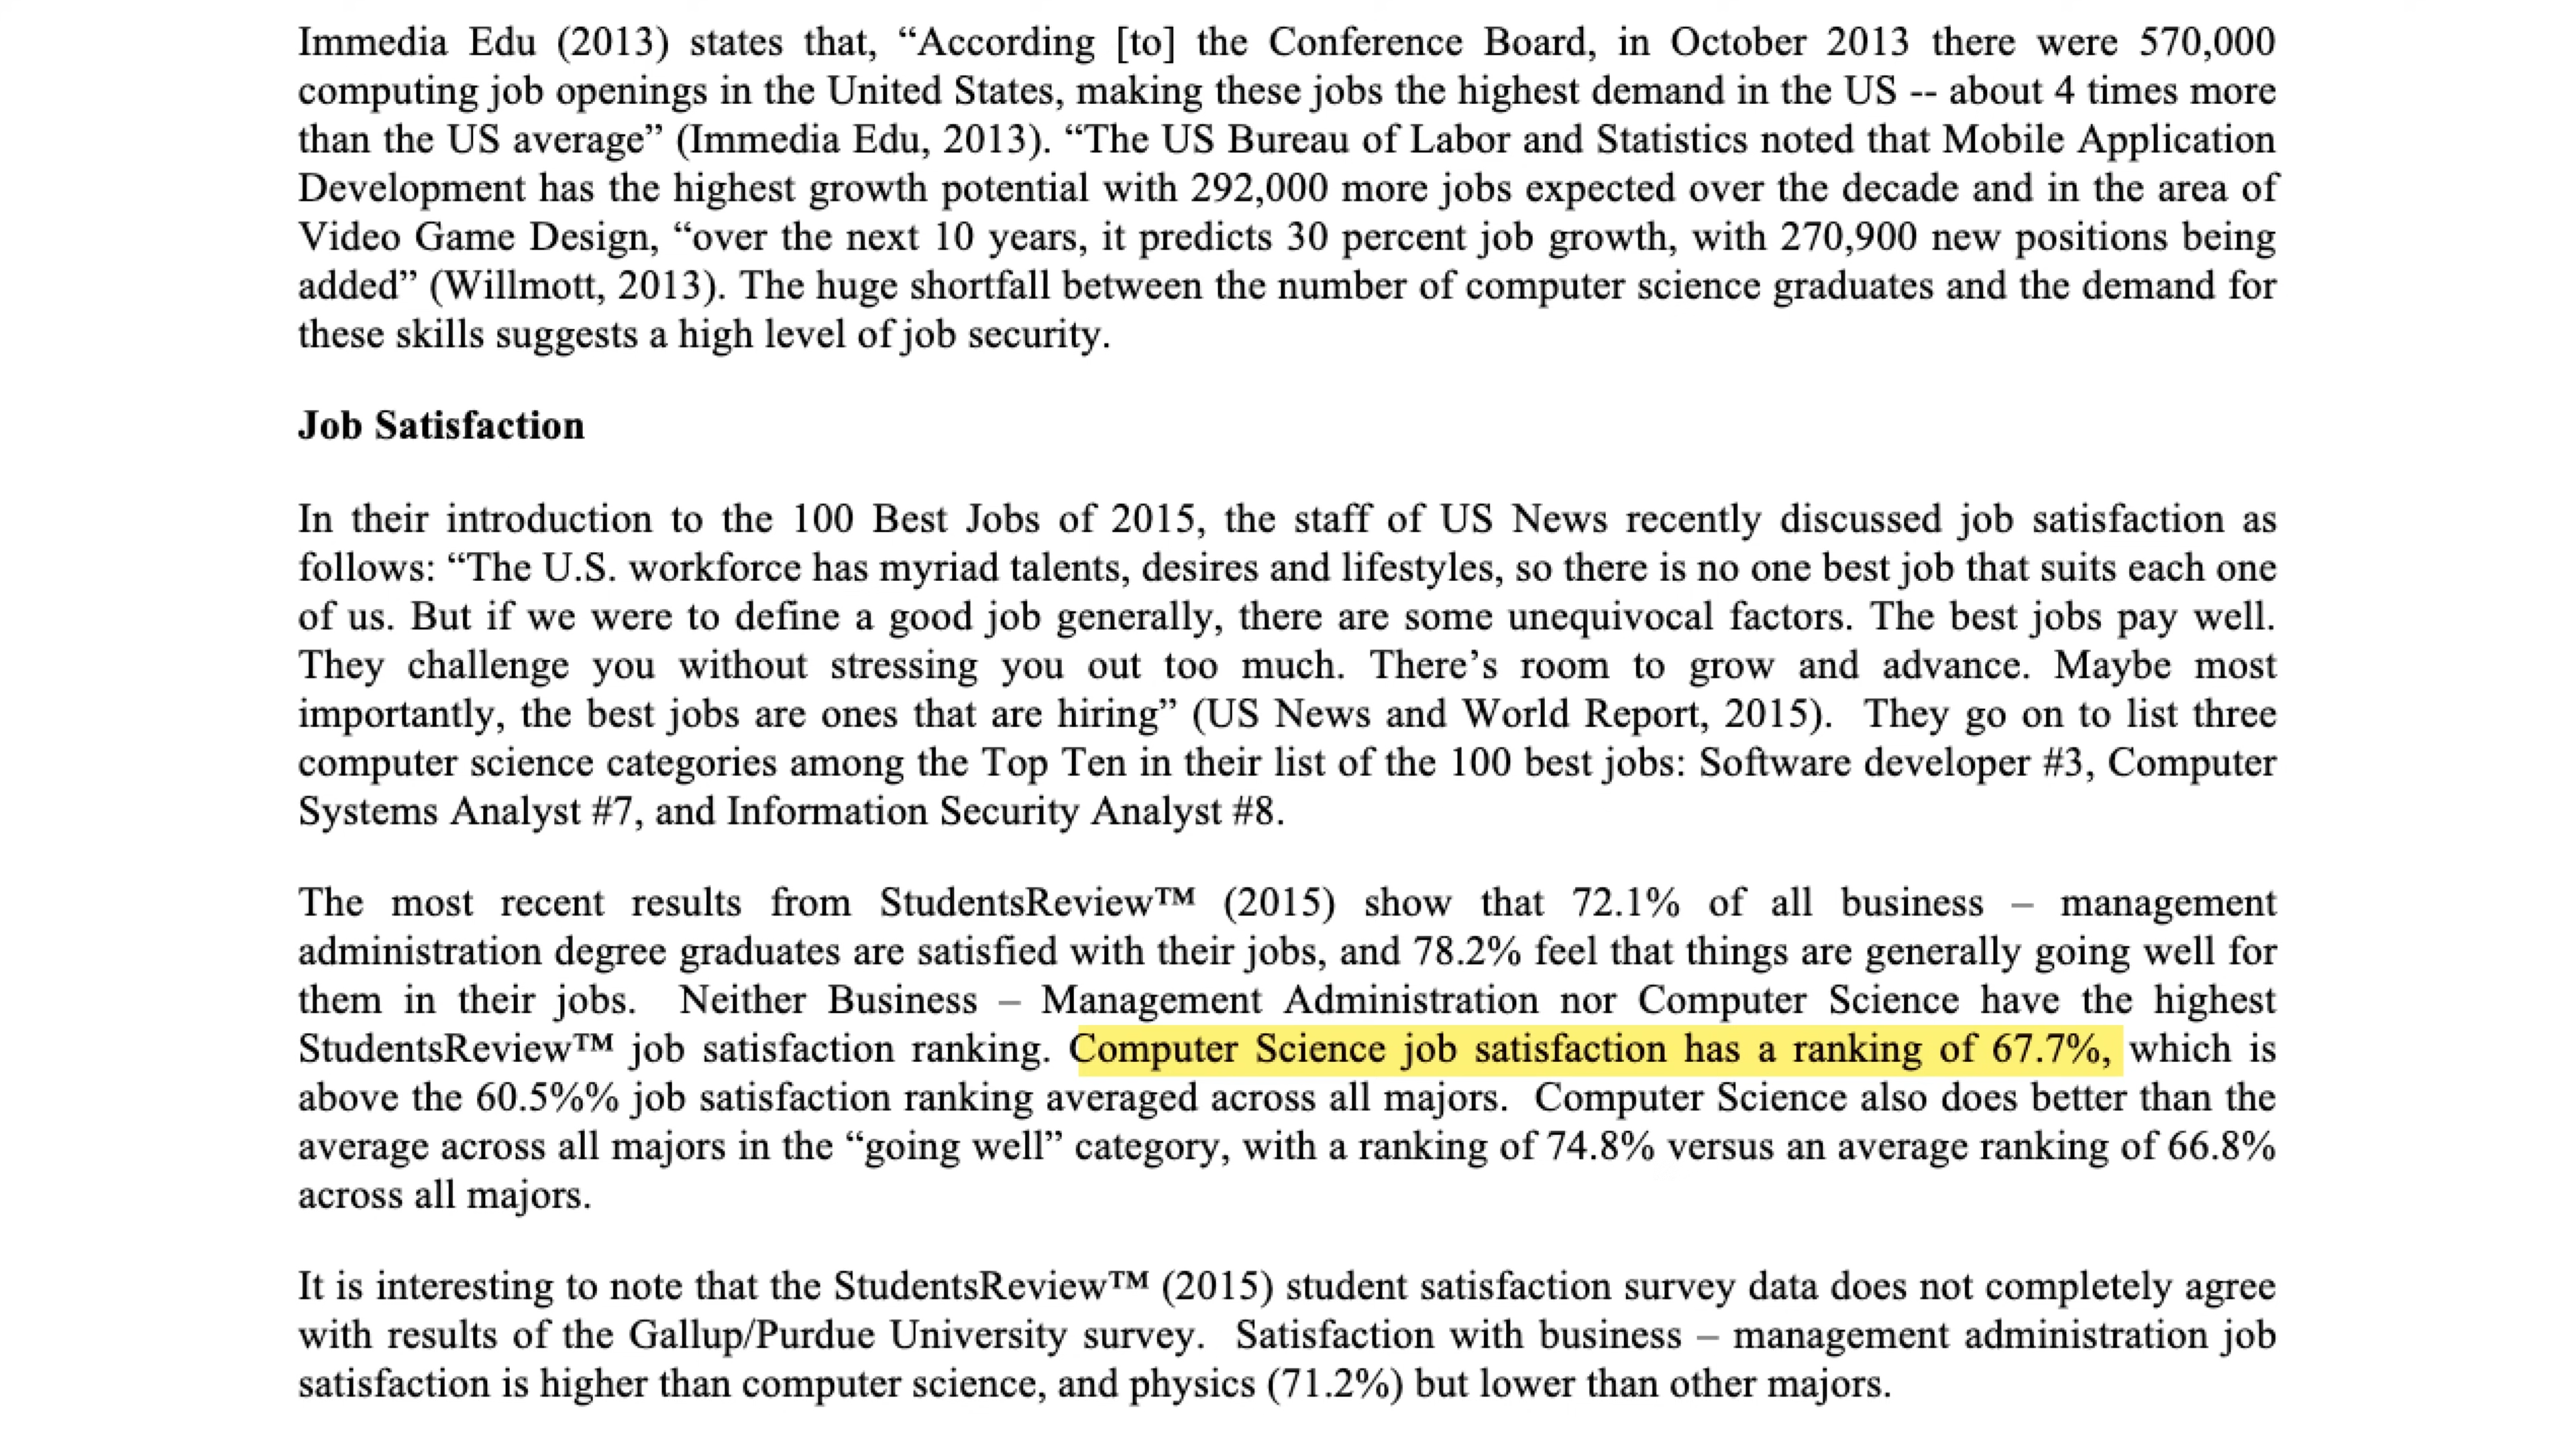 Immedia Edu (2013) states that, “According [to] the Conference Board, in October 2013 there were 570,000
computing job openings in the United States, making these jobs the highest demand in the US -- about 4 times more
than the US average” (Immedia Edu, 2013). “The US Bureau of Labor and Statistics noted that Mobile Application
Development has the highest growth potential with 292,000 more jobs expected over the decade and in the area of
Video Game Design, “over the next 10 years, it predicts 30 percent job growth, with 270,900 new positions being
added” (Willmott, 2013). The huge shortfall between the number of computer science graduates and the demand for
these skills suggests a high level of job security.
Job Satisfaction
In their introduction to the 100 Best Jobs of 2015, the staff of US News recently discussed job satisfaction as
follows: “The U.S. workforce has myriad talents, desires and lifestyles, so there is no one best job that suits each one
of us. But if we were to define a good job generally, there are some unequivocal factors. The best jobs pay well.
They challenge you without stressing you out too much. There’s room to grow and advance. Maybe most
importantly, the best jobs are ones that are hiring” (US News and World Report, 2015). They go on to list three
computer science categories among the Top Ten in their list of the 100 best jobs: Software developer #3, Computer
Systems Analyst #7, and Information Security Analyst #8.
The most recent results from StudentsReview™ (2015) show that 72.1% of all business – management
administration degree graduates are satisfied with their jobs, and 78.2% feel that things are generally going well for
them in their jobs. Neither Business – Management Administration nor Computer Science have the highest
StudentsReview™ job satisfaction ranking. Computer Science job satisfaction has a ranking of 67.7%, which is
above the 60.5%% job satisfaction ranking averaged across all majors. Computer Science also does better than the
average across all majors in the “going well” category, with a ranking of 74.8% versus an average ranking of 66.8%
across all majors.
It is interesting to note that the StudentsReview™ (2015) student satisfaction survey data does not completely agree
with results of the Gallup/Purdue University survey. Satisfaction with business – management administration job
satisfaction is higher than computer science, and physics (71.2%) but lower than other majors.